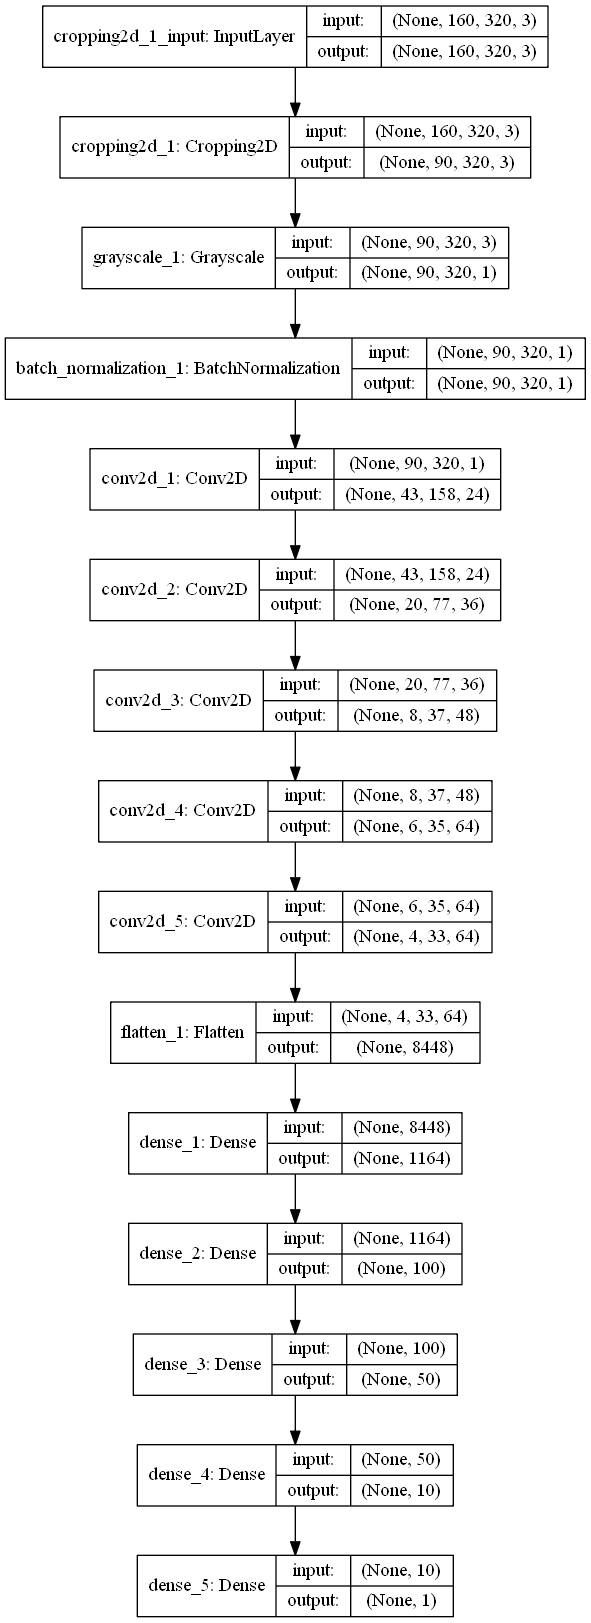 cropping2d_1_input: InputLayer
input: (None, 160, 320, 3)
output: (None, 160, 320, 3)
cropping2d_1: Cropping2D
input: (None, 160, 320, 3)
output: (None, 90, 320, 3)
grayscale_1: Grayscale
input: (None, 90, 320, 3)
output: (None, 90, 320, 1)
batch_normalization_1: BatchNormalization
input: (None, 90, 320, 1)
output: (None, 90, 320, 1)
conv2d_1: Conv2D
input: (None, 90, 320, 1)
output: (None, 43, 158, 24)
conv2d_2: Conv2D
input: (None, 43, 158, 24)
output: (None, 20, 77, 36)
conv2d_3: Conv2D
input: (None, 20, 77, 36)
output: (None, 8, 37, 48)
conv2d_4: Conv2D
input: (None, 8, 37, 48)
output: (None, 6, 35, 64)
conv2d_5: Conv2D
input: (None, 6, 35, 64)
output: (None, 4, 33, 64)
flatten_1: Flatten
input: (None, 4, 33, 64)
output: (None, 8448)
dense_1: Dense
input: (None, 8448)
output: (None, 1164)
dense_2: Dense
input: (None, 1164)
output: (None, 100)
dense_3: Dense
input: (None, 100)
output: (None, 50)
dense_4: Dense
input: (None, 50)
output: (None, 10)
dense_5: Dense
input: (None, 10)
output: (None, 1)